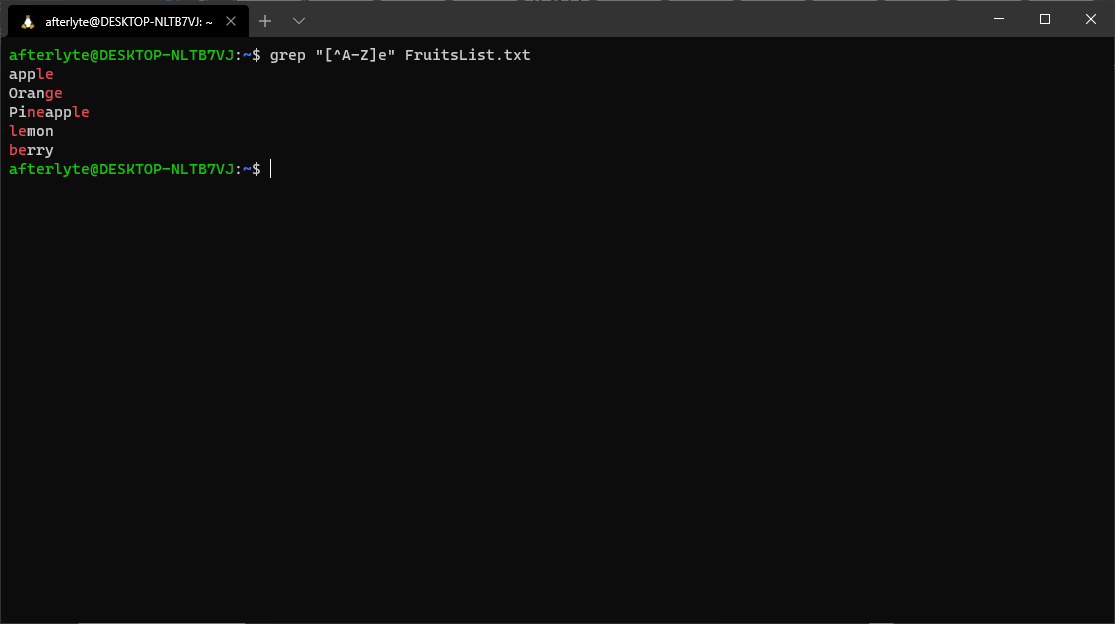 afterlyte@DESKTOP-NLTB7VJ: ~
afterlyte@DESKTOP-NLTB7VJ:~$ grep "[^A-Z]e" FruitsList.txt
apple
Orange
Pineapple
lemon
berry
afterlyte@DESKTOP-NLTB7VJ:~$